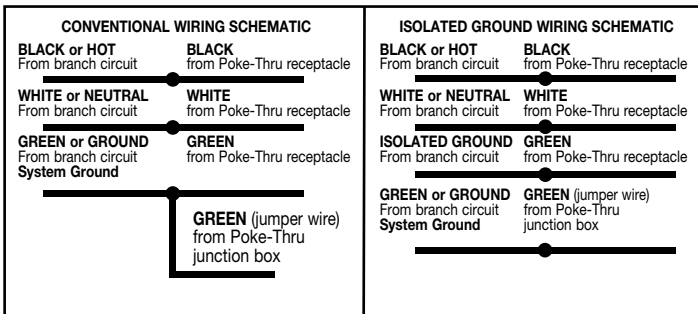 CONVENTIONAL WIRING SCHEMATIC
BLACK or HOT
From branch circuit
BLACK
from Poke-Thru receptacle
WHITE or NEUTRAL
From branch circuit
WHITE
from Poke-Thru receptacle
GREEN or GROUND
From branch circuit
System Ground
GREEN
from Poke-Thru receptacle
GREEN (jumper wire)
from Poke-Thru
junction box
ISOLATED GROUND WIRING SCHEMATIC
BLACK or HOT
From branch circuit
BLACK
from Poke-Thru receptacle
WHITE or NEUTRAL
From branch circuit
WHITE
from Poke-Thru receptacle
ISOLATED GROUND
From branch circuit
GREEN
from Poke-Thru receptacle
GREEN or GROUND
From branch circuit
System Ground
GREEN (jumper wire)
from Poke-Thru
junction box